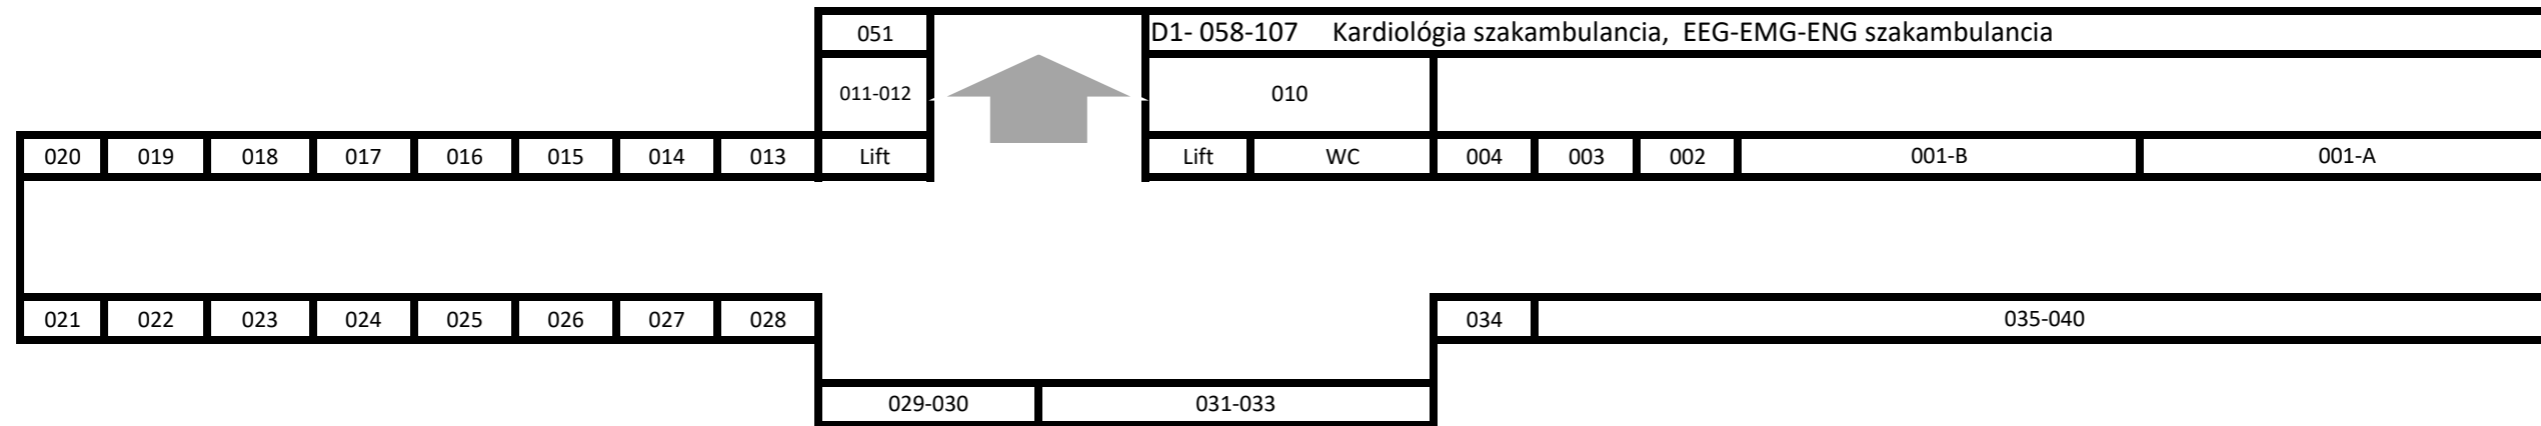 051 D1- 058-107 Kardiológia szakambulancia, EEG-EMG-ENG szakambulancia
011-012 010
020 019 018 017 016 015 014 013 Lift Lift WC 004 003 002 001-B 001-A
021 022 023 024 025 026 027 028 034 035-040
029-030 031-033